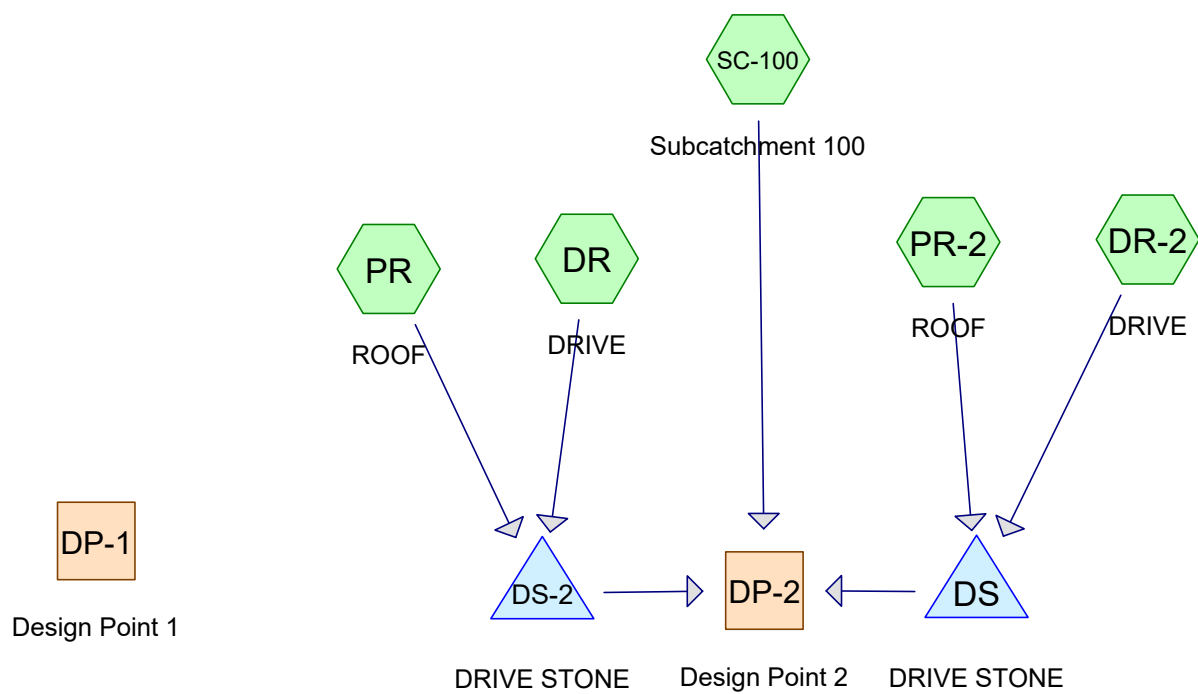 SC-100
Subcatchment 100
PR
ROOF
DR
DRIVE
PR-2
ROOF
DR-2
DRIVE
DP-1
Design Point 1
DS-2
DRIVE STONE
DP-2
Design Point 2
DS
DRIVE STONE